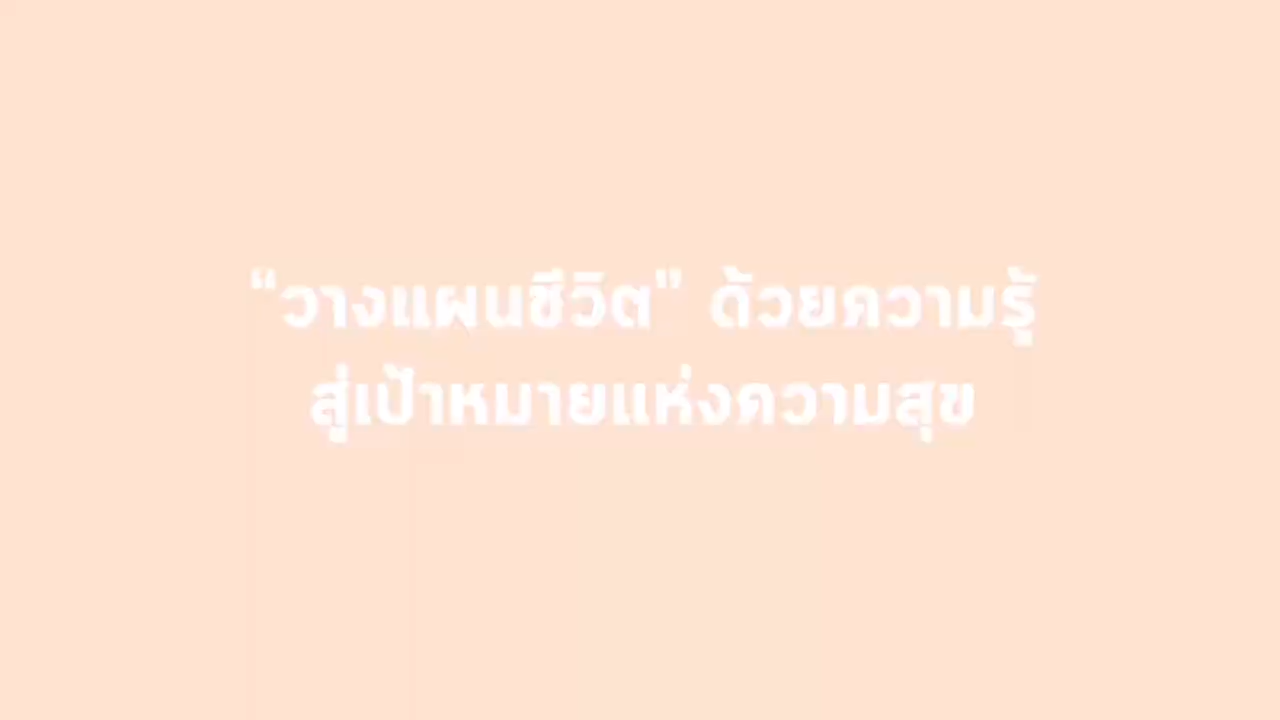 “วางแผนชีวิต" ด้วยความรู้
สู่เป้าหมายแห่งความสุข